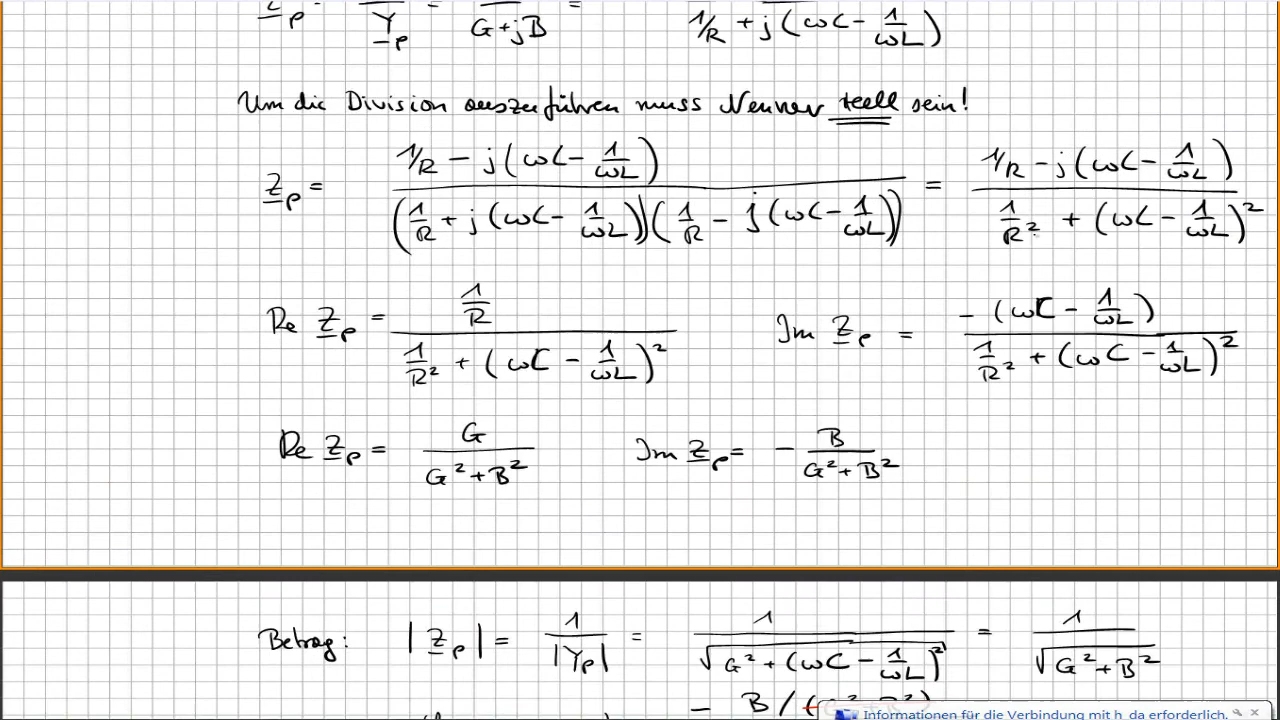 Z_p = 1/Y_p = 1/(G+jB) = 1/(1/R + j(ωC - 1/ωL))
Um die Division auszuführen muss Nenner reell sein!
Z_p = (1/R - j(ωC - 1/ωL)) / ((1/R + j(ωC - 1/ωL))(1/R - j(ωC - 1/ωL))) = (1/R - j(ωC - 1/ωL)) / (1/R² + (ωC - 1/ωL)²)
Re Z_p = (1/R) / (1/R² + (ωC - 1/ωL)²) Im Z_p = -(ωC - 1/ωL) / (1/R² + (ωC - 1/ωL)²)
Re Z_p = G / (G²+B²) Im Z_p = - B / (G²+B²)
Betrag: |Z_p| = 1/|Y_p| = 1/√(G² + (ωC - 1/ωL)²) = 1/√(G²+B²)
- B / (
Informationen für die Verbindung mit h_da erforderlich.